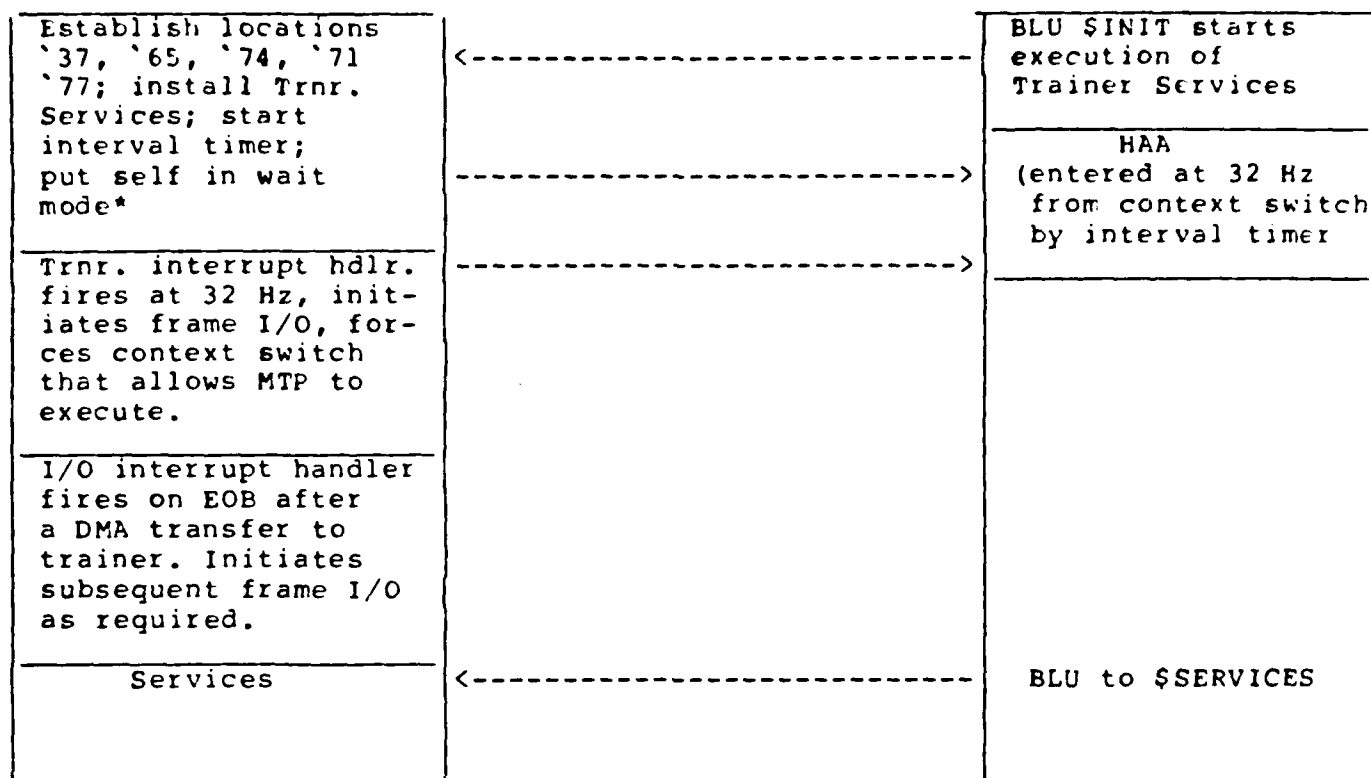 Establish locations
`37, `65, `74, `71
`77; install Trnr.
Services; start
interval timer;
put self in wait
mode*
Trnr. interrupt hdlr.
fires at 32 Hz, init-
iates frame I/O, for-
ces context switch
that allows MTP to
execute.
I/O interrupt handler
fires on EOB after
a DMA transfer to
trainer. Initiates
subsequent frame I/O
as required.
Services
BLU $INIT starts
execution of
Trainer Services
HAA
(entered at 32 Hz
from context switch
by interval timer
BLU to $SERVICES